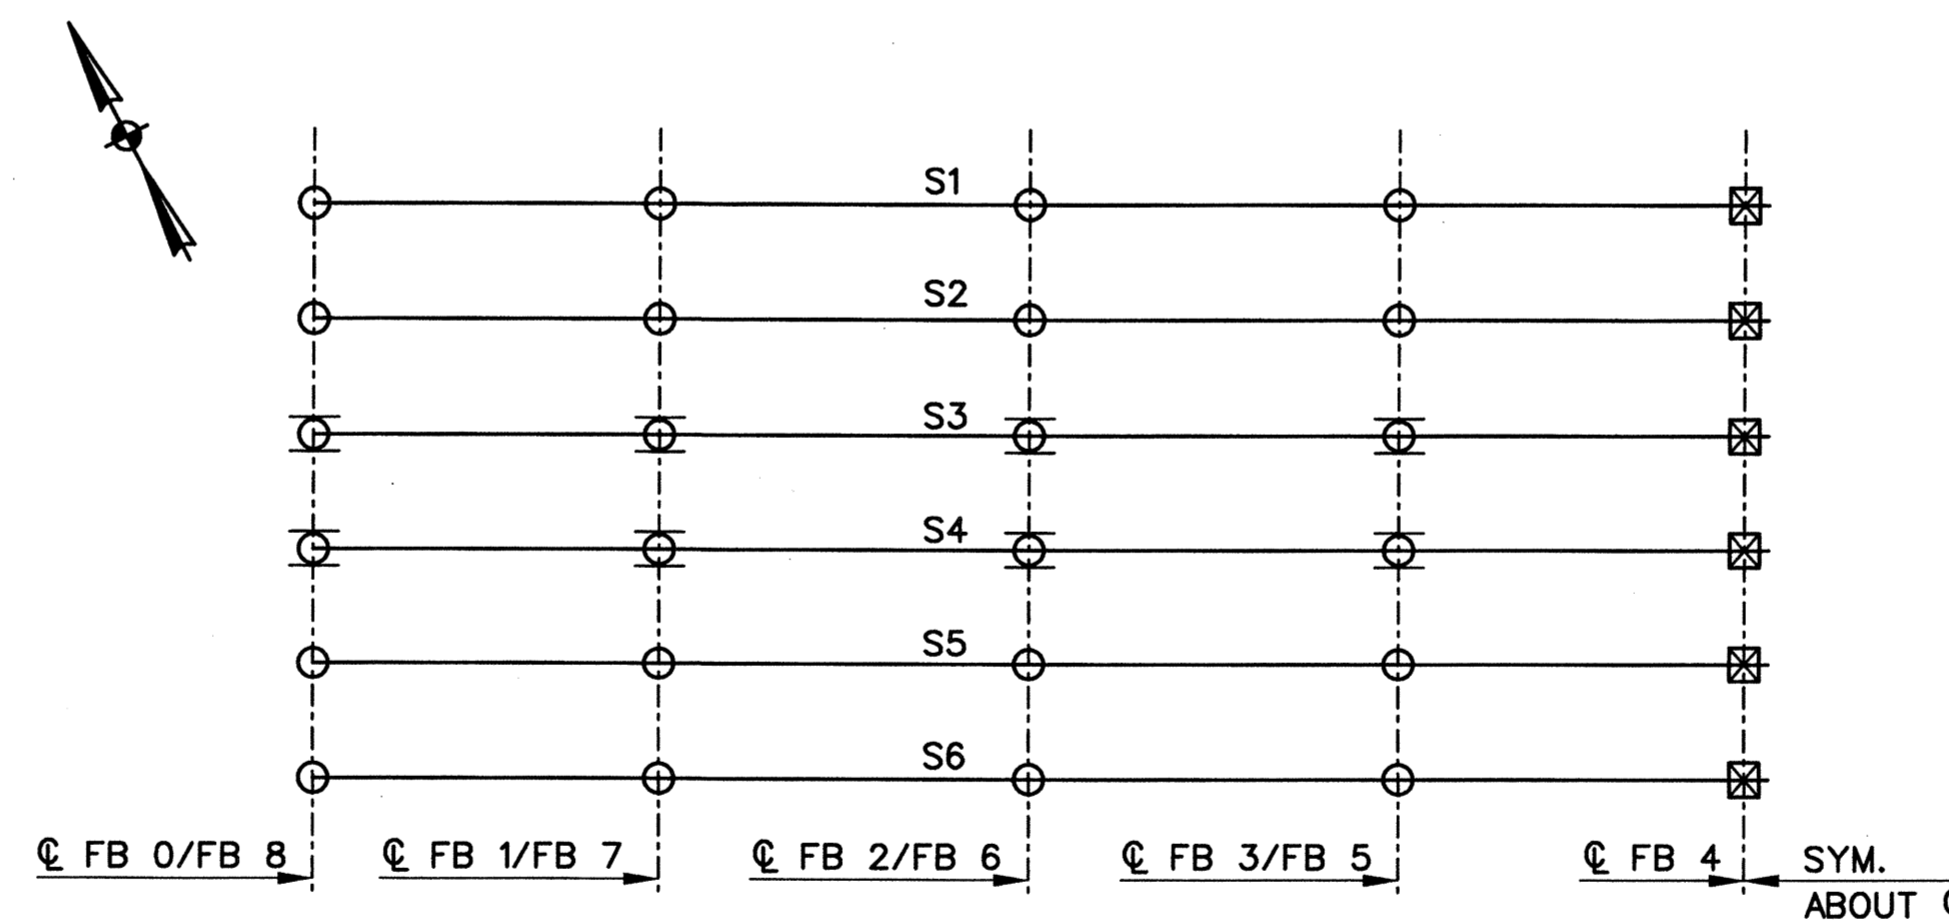 S1
S2
S3
S4
S5
S6
℄ FB 0/FB 8
℄ FB 1/FB 7
℄ FB 2/FB 6
℄ FB 3/FB 5
℄ FB 4
SYM.
ABOUT